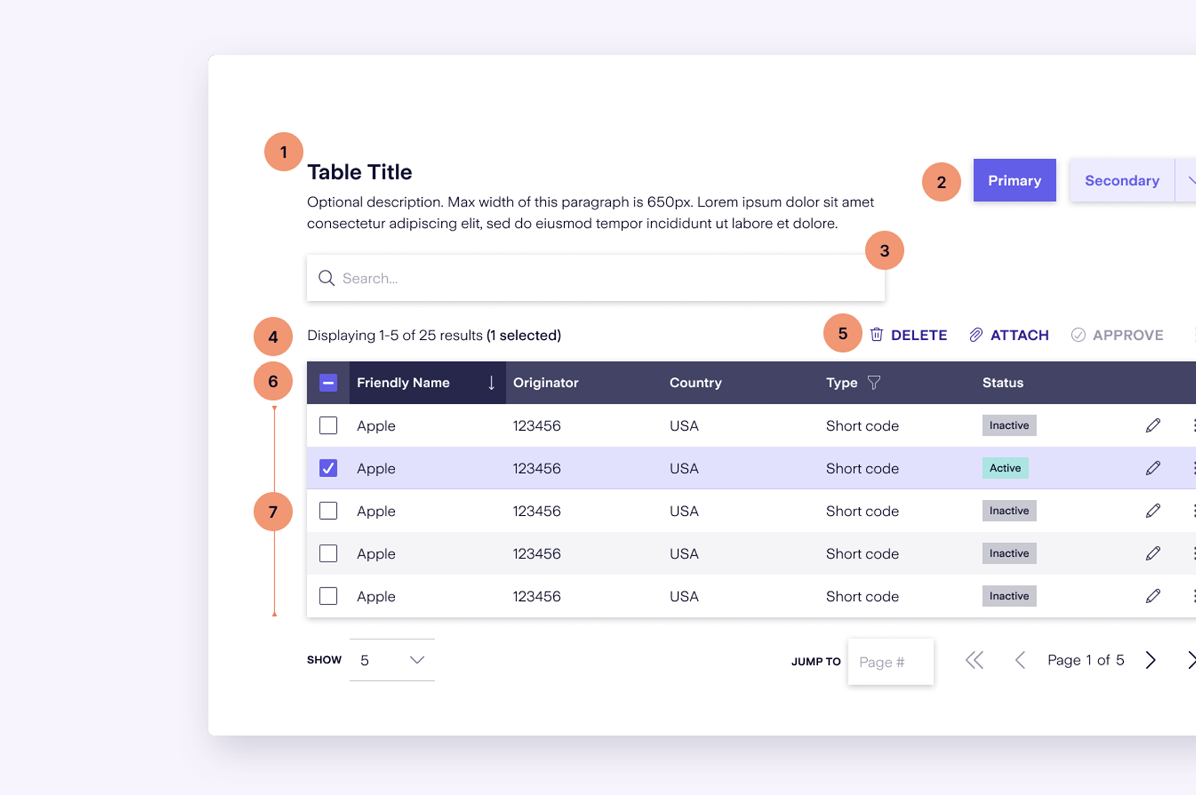 1
Table Title
2
Primary
Secondary
Optional description. Max width of this paragraph is 650px. Lorem ipsum dolor sit amet
consectetur adipiscing elit, sed do eiusmod tempor incididunt ut labore et dolore.
3
Search...
4
Displaying 1-5 of 25 results (1 selected)
5
DELETE
ATTACH
APPROVE
6
Friendly Name Originator Country Type Status
Apple 123456 USA Short code Inactive
Apple 123456 USA Short code Active
7
Apple 123456 USA Short code Inactive
Apple 123456 USA Short code Inactive
Apple 123456 USA Short code Inactive
SHOW 5
JUMP TO Page #
Page 1 of 5